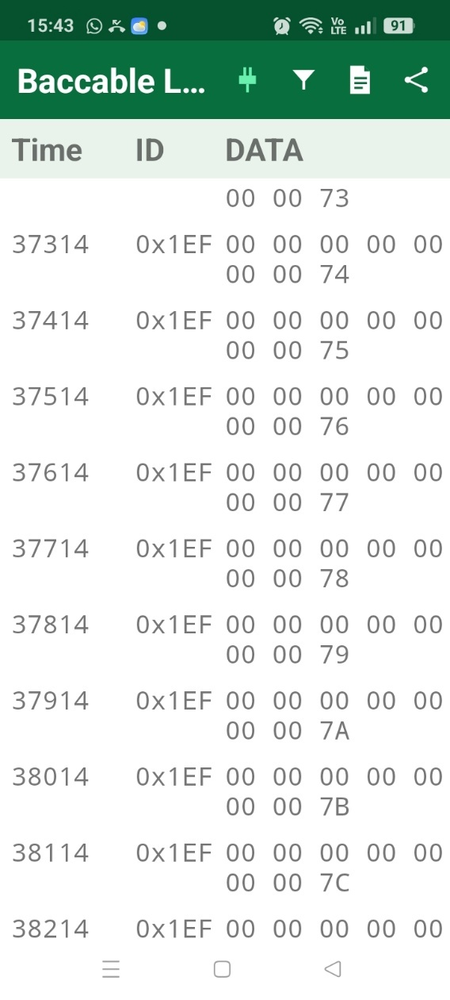 15:43 Vo LTE 91
Baccable L...
Time ID DATA
00 00 73
37314 0x1EF 00 00 00 00 00
00 00 74
37414 0x1EF 00 00 00 00 00
00 00 75
37514 0x1EF 00 00 00 00 00
00 00 76
37614 0x1EF 00 00 00 00 00
00 00 77
37714 0x1EF 00 00 00 00 00
00 00 78
37814 0x1EF 00 00 00 00 00
00 00 79
37914 0x1EF 00 00 00 00 00
00 00 7A
38014 0x1EF 00 00 00 00 00
00 00 7B
38114 0x1EF 00 00 00 00 00
00 00 7C
38214 0x1EF 00 00 00 00 00